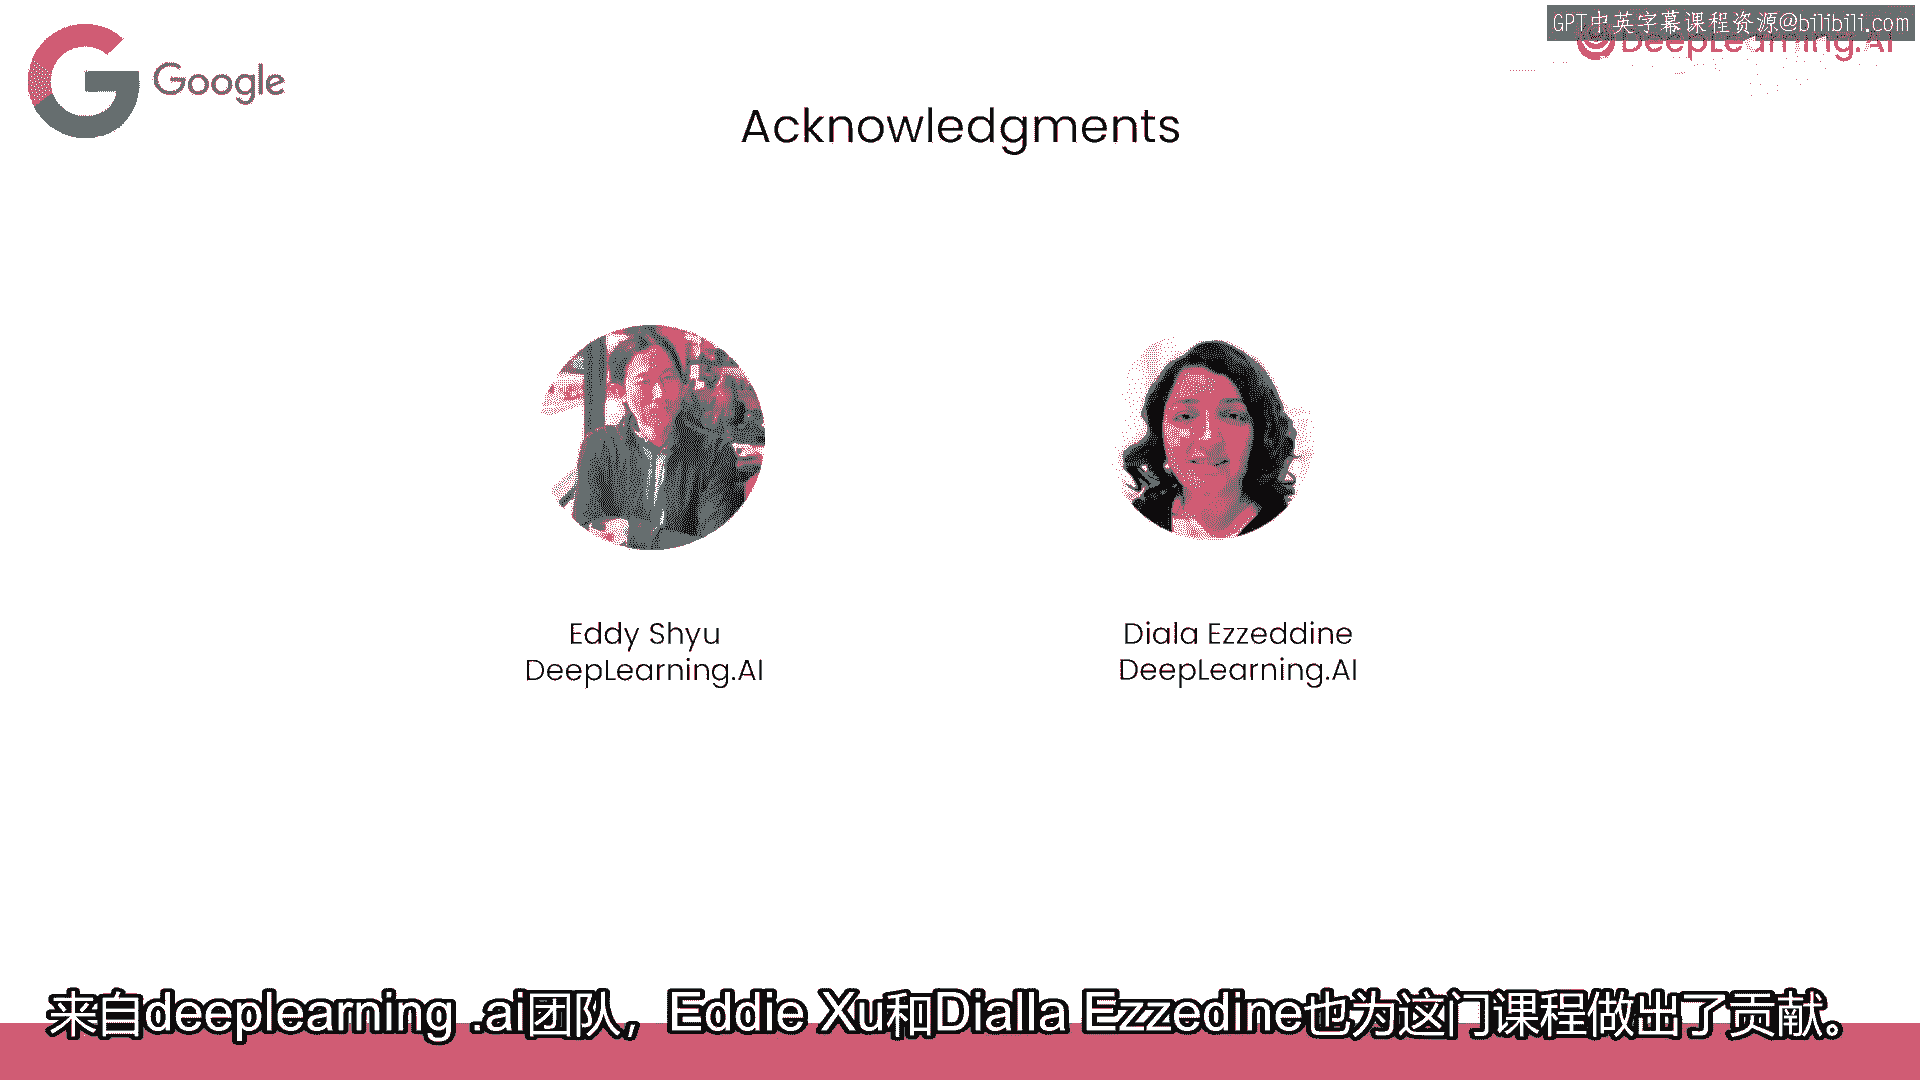 GPT中英字幕课程资源@bilibili.com
Google
DeepLearning.AI
Acknowledgments
Eddy Shyu
DeepLearning.AI
Diala Ezzeddine
DeepLearning.AI
来自deeplearning .ai团队，Eddie Xu和Dialla Ezzedine也为这门课程做出了贡献。